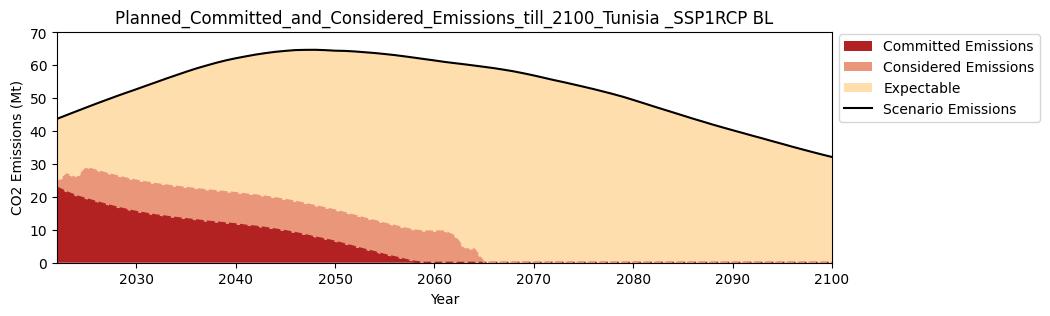 Planned_Committed_and_Considered_Emissions_till_2100_Tunisia _SSP1RCP BL
70
60
50
40
30
20
10
0
CO2 Emissions (Mt)
2030 2040 2050 2060 2070 2080 2090 2100
Year
Committed Emissions
Considered Emissions
Expectable
Scenario Emissions